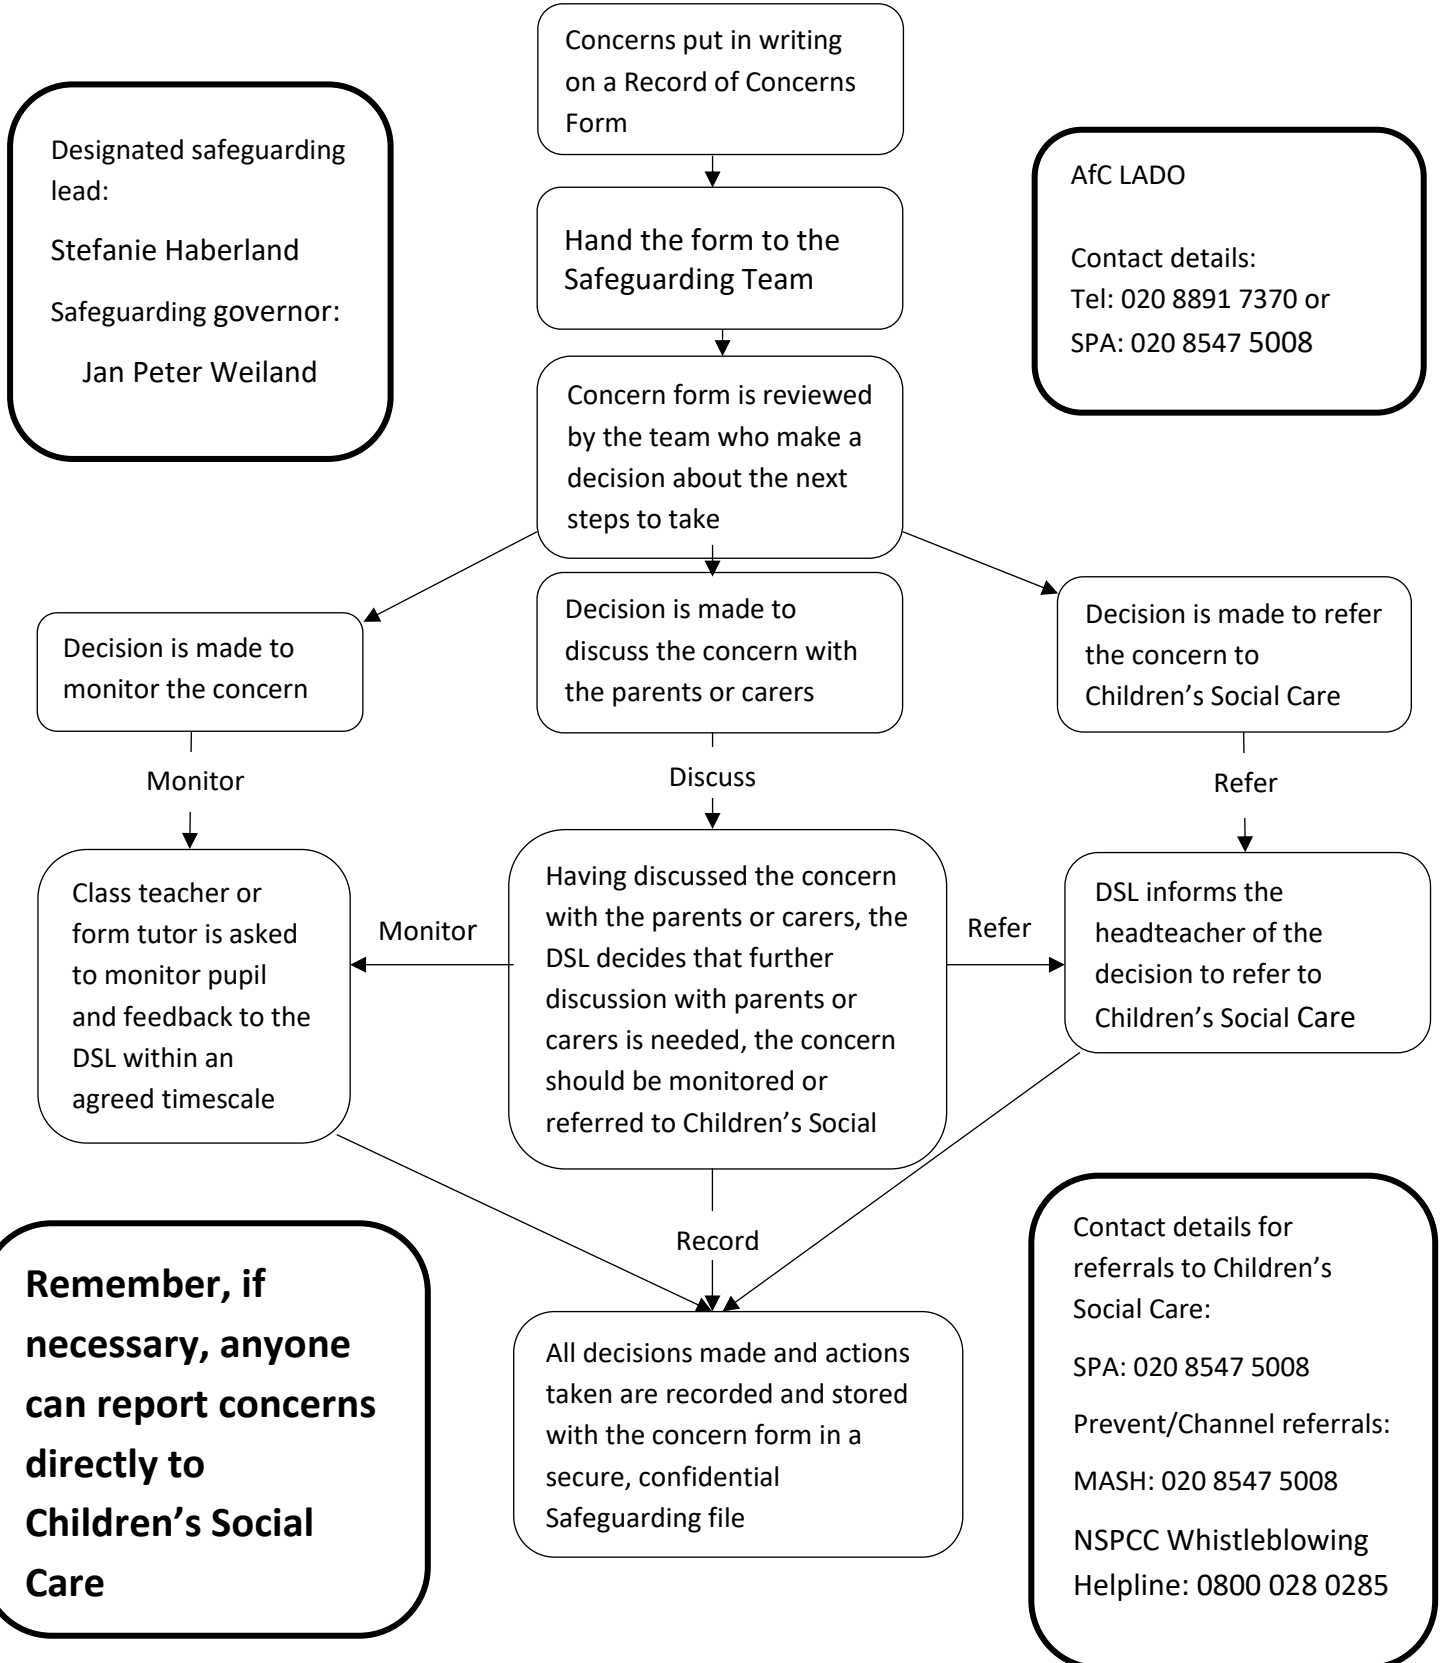 Concerns put in writing
on a Record of Concerns
Form
Designated safeguarding
lead:
Stefanie Haberland
Safeguarding governor:
Jan Peter Weiland
AfC LADO
Contact details:
Tel: 020 8891 7370 or
SPA: 020 8547 5008
Hand the form to the
Safeguarding Team
Concern form is reviewed
by the team who make a
decision about the next
steps to take
Decision is made to
monitor the concern
Decision is made to
discuss the concern with
the parents or carers
Decision is made to refer
the concern to
Children’s Social Care
Monitor
Discuss
Refer
Class teacher or
form tutor is asked
to monitor pupil
and feedback to the
DSL within an
agreed timescale
Monitor
Having discussed the concern
with the parents or carers, the
DSL decides that further
discussion with parents or
carers is needed, the concern
should be monitored or
referred to Children’s Social
Refer
DSL informs the
headteacher of the
decision to refer to
Children’s Social Care
Record
Remember, if
necessary, anyone
can report concerns
directly to
Children’s Social
Care
All decisions made and actions
taken are recorded and stored
with the concern form in a
secure, confidential
Safeguarding file
Contact details for
referrals to Children’s
Social Care:
SPA: 020 8547 5008
Prevent/Channel referrals:
MASH: 020 8547 5008
NSPCC Whistleblowing
Helpline: 0800 028 0285